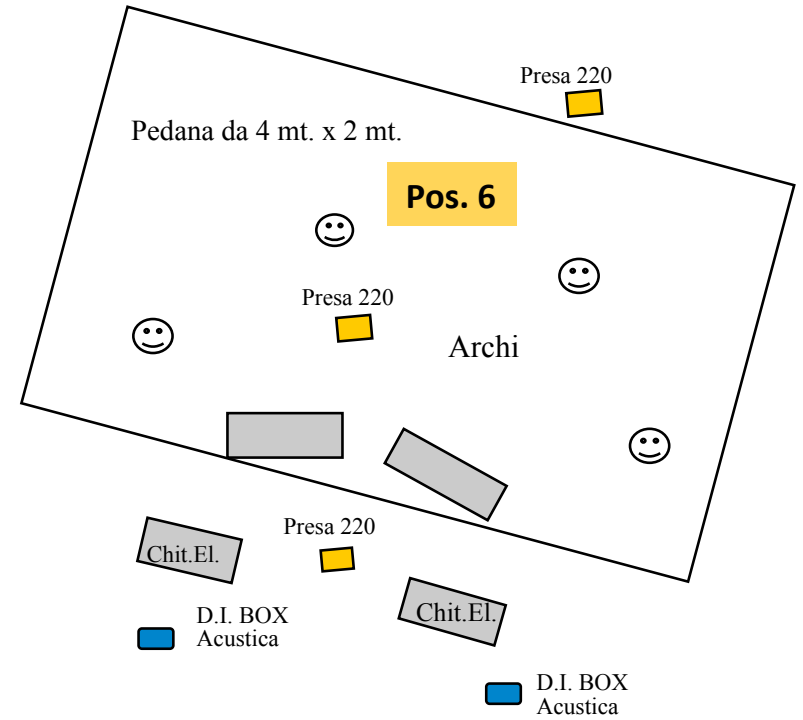 Presa 220
Pedana da 4 mt. x 2 mt.
Pos. 6
Presa 220
Archi
Presa 220
Chit.El.
Chit.El.
D.I. BOX
Acustica
D.I. BOX
Acustica